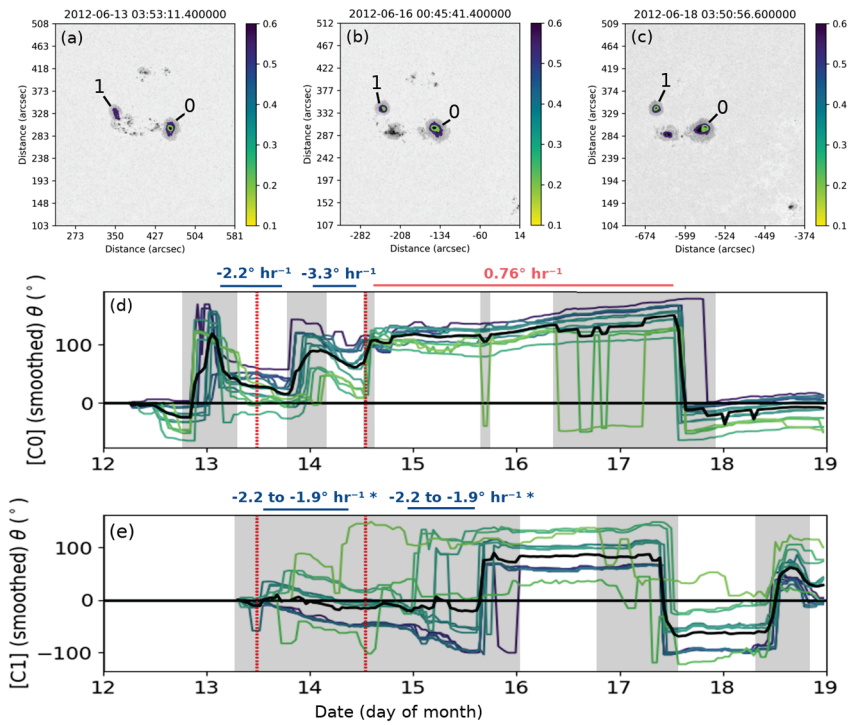 2012-06-13 03:53:11.400000
2012-06-16 00:45:41.400000
2012-06-18 03:50:56.600000
(a)
1
0
Distance (arcsec)
508
463
418
373
328
283
238
193
148
103
273 350 427 504 581
Distance (arcsec)
0.6
0.5
0.4
0.3
0.2
0.1
(b)
1
0
Distance (arcsec)
512
467
422
377
332
287
242
197
152
107
-282 -208 -134 -60 14
Distance (arcsec)
0.6
0.5
0.4
0.3
0.2
0.1
(c)
1
0
Distance (arcsec)
509
464
419
374
329
284
239
194
149
104
-674 -599 -524 -449 -374
Distance (arcsec)
0.6
0.5
0.4
0.3
0.2
0.1
-2.2° hr⁻¹ -3.3° hr⁻¹ 0.76° hr⁻¹
(d)
[C0] (smoothed) θ (°)
100
0
12 13 14 15 16 17 18 19
-2.2 to -1.9° hr⁻¹ * -2.2 to -1.9° hr⁻¹ *
(e)
[C1] (smoothed) θ (°)
100
0
−100
12 13 14 15 16 17 18 19
Date (day of month)